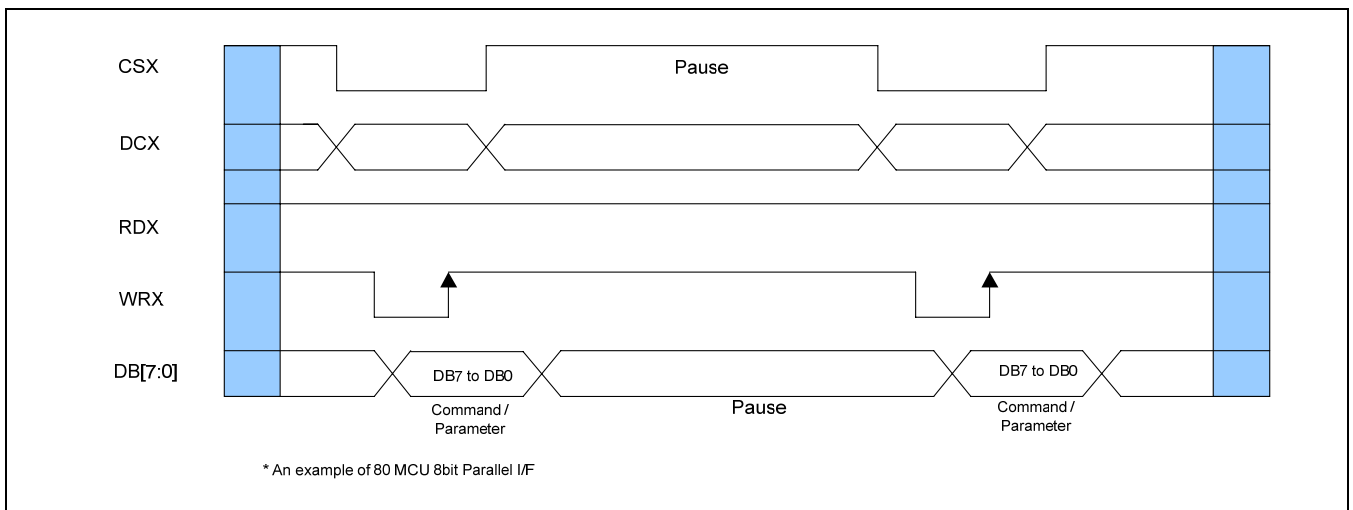 CSX
Pause
DCX
RDX
WRX
DB[7:0]
DB7 to DB0
DB7 to DB0
Command /
Parameter
Pause
Command /
Parameter
* An example of 80 MCU 8bit Parallel I/F